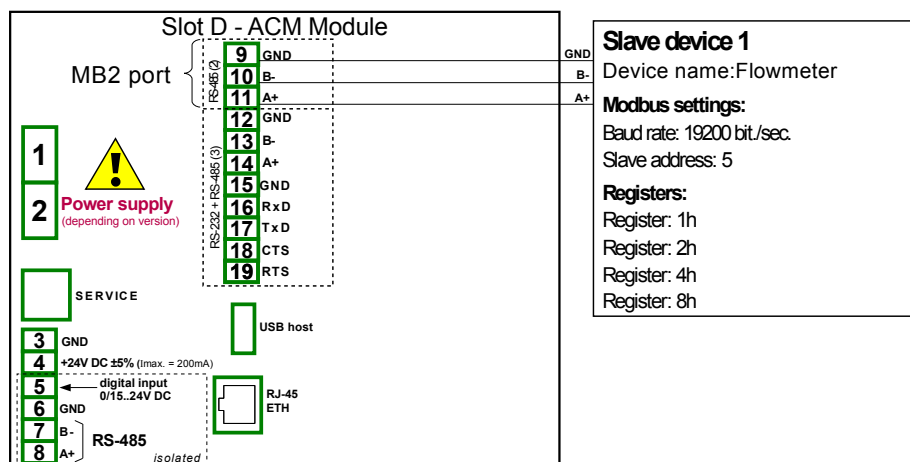 Slot D - ACM Module
MB2 port
RS-485 (2)
9 GND
10 B-
11 A+
RS-232 + RS-485 (3)
12 GND
13 B-
14 A+
15 GND
16 RxD
17 TxD
18 CTS
19 RTS
GND
B-
A+
Slave device 1
Device name:Flowmeter
Modbus settings:
Baud rate: 19200 bit./sec.
Slave address: 5
Registers:
Register: 1h
Register: 2h
Register: 4h
Register: 8h
1
2
!
Power supply
(depending on version)
SERVICE
USB host
3 GND
4 +24V DC ±5% (Imax. = 200mA)
5 digital input
0/15..24V DC
6 GND
7 B-
8 A+
RS-485
isolated
RJ-45
ETH